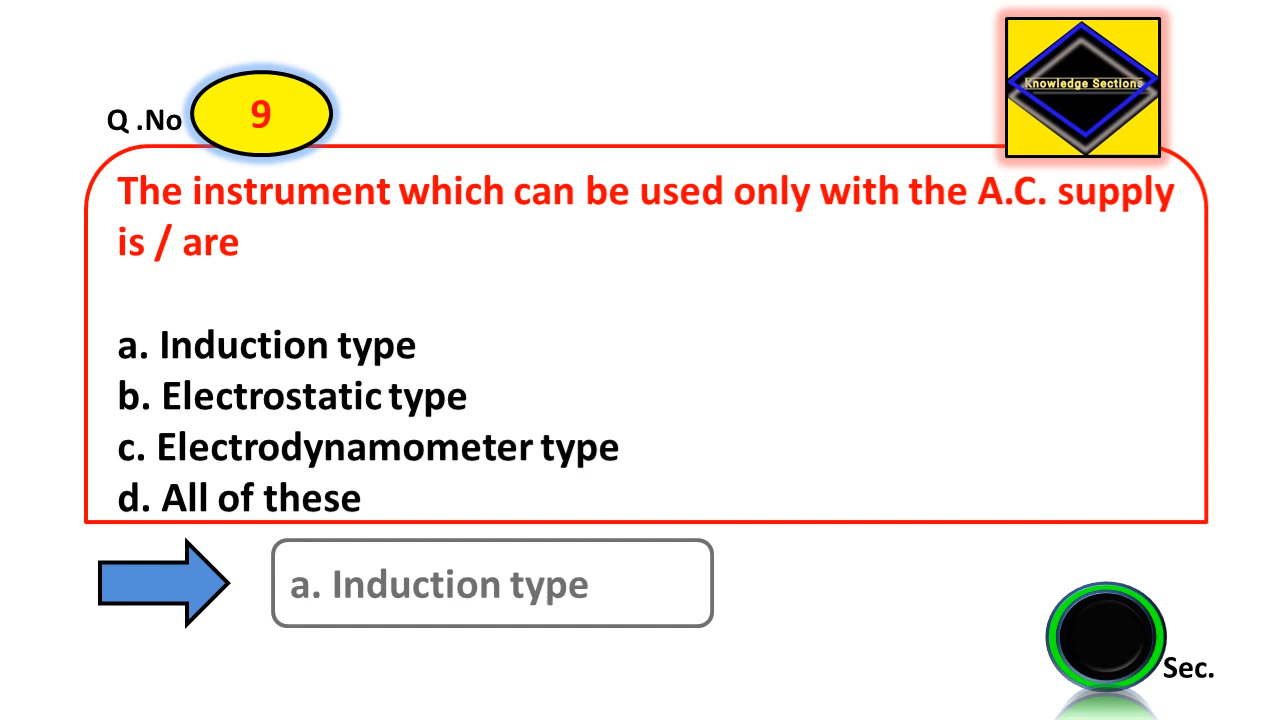 Knowledge Sections
Q .No 9
The instrument which can be used only with the A.C. supply
is / are
a. Induction type
b. Electrostatic type
c. Electrodynamometer type
d. All of these
a. Induction type
Sec.